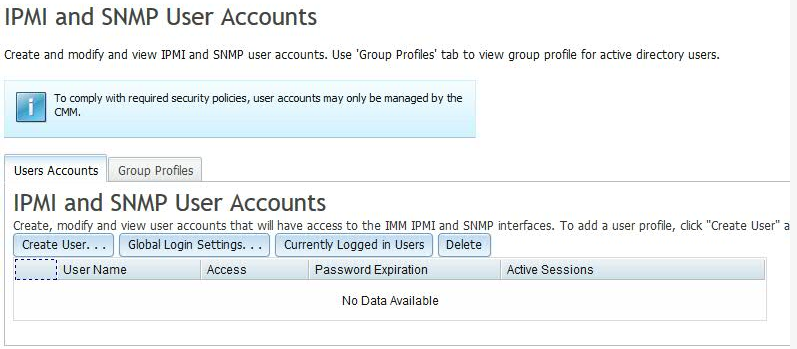 IPMI and SNMP User Accounts
Create and modify and view IPMI and SNMP user accounts. Use 'Group Profiles' tab to view group profile for active directory users.
To comply with required security policies, user accounts may only be managed by the
CMM.
Users Accounts
Group Profiles
IPMI and SNMP User Accounts
Create, modify and view user accounts that will have access to the IMM IPMI and SNMP interfaces. To add a user profile, click "Create User" a
Create User. . .
Global Login Settings. . .
Currently Logged in Users
Delete
User Name
Access
Password Expiration
Active Sessions
No Data Available